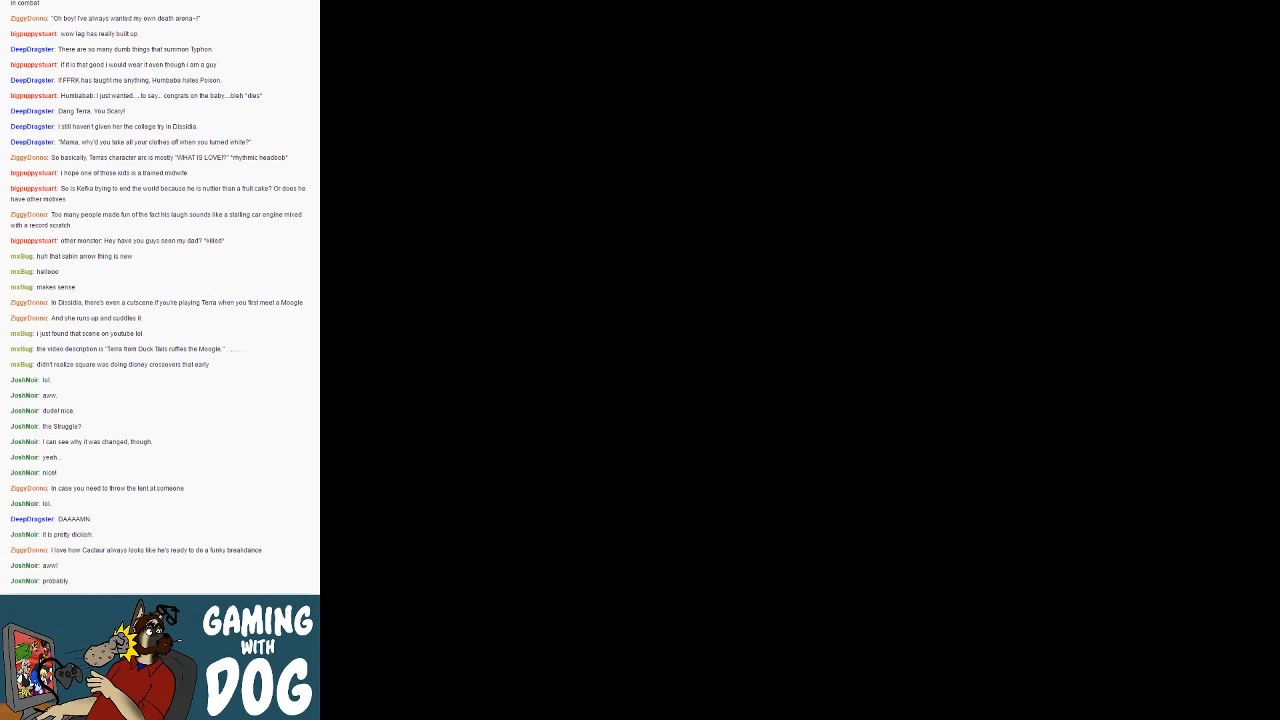 in combat
ZiggyDonno: "Oh boy! I've always wanted my own death arena~!"
bigpuppystuart: wow lag has really built up
DeepDragster: There are so many dumb things that summon Typhon.
bigpuppystuart: if it is that good i would wear it even though i am a guy
DeepDragster: If FFRK has taught me anything, Humbaba hates Poison.
bigpuppystuart: Humbabab: I just wanted.... to say... congrats on the baby....bleh *dies*
DeepDragster: Dang Terra, You Scary!
DeepDragster: I still haven't given her the college try in Dissidia.
DeepDragster: "Mama, why'd you take all your clothes off when you turned white?"
ZiggyDonno: So basically, Terras character arc is mostly "WHAT IS LOVE!?" *rhythmic headbob*
bigpuppystuart: i hope one of those kids is a trained midwife
bigpuppystuart: So is Kefka trying to end the world because he is nuttier than a fruit cake? Or does he
have other motives
ZiggyDonno: Too many people made fun of the fact his laugh sounds like a stalling car engine mixed
with a record scratch
bigpuppystuart: other monster: Hey have you guys seen my dad? *killed*
mxBug: huh that sabin arrow thing is new
mxBug: hellooo
mxBug: makes sense
ZiggyDonno: In Dissidia, there's even a cutscene if you're playing Terra when you first meet a Moogle
ZiggyDonno: And she runs up and cuddles it
mxBug: i just found that scene on youtube lol
mxBug: the video description is "Terra from Duck Tails ruffles the Moogle." . . . . . . .
mxBug: didn't realize square was doing disney crossovers that early
JoshNoir: lol.
JoshNoir: aww.
JoshNoir: dude! nice.
JoshNoir: the Struggle?
JoshNoir: I can see why it was changed, though.
JoshNoir: yeah...
JoshNoir: nice!
ZiggyDonno: In case you need to throw the tent at someone
JoshNoir: lol.
DeepDragster: DAAAAMN.
JoshNoir: It is pretty dickish.
ZiggyDonno: I love how Cactaur always looks like he's ready to do a funky breakdance
JoshNoir: aww!
JoshNoir: probably.
GAMING
WITH
DOG